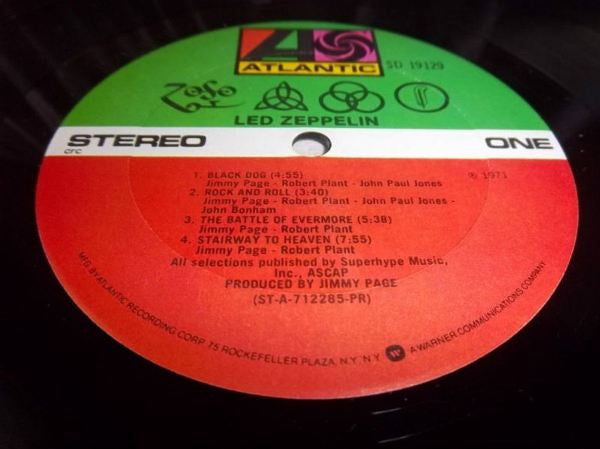 ATLANTIC
SD 19129
LED ZEPPELIN
STEREO
ONE
CTC
1. BLACK DOG (4:55)
℗ 1971
Jimmy Page - Robert Plant - John Paul Jones
2. ROCK AND ROLL (3:40)
Jimmy Page - Robert Plant - John Paul Jones -
John Bonham
3. THE BATTLE OF EVERMORE (5:38)
Jimmy Page - Robert Plant
4. STAIRWAY TO HEAVEN (7:55)
Jimmy Page - Robert Plant
All selections published by Superhype Music,
Inc., ASCAP
PRODUCED BY JIMMY PAGE
(ST-A-712285-PR)
MFG BY ATLANTIC RECORDING CORP. 75 ROCKEFELLER PLAZA, N.Y., N.Y. A WARNER COMMUNICATIONS COMPANY